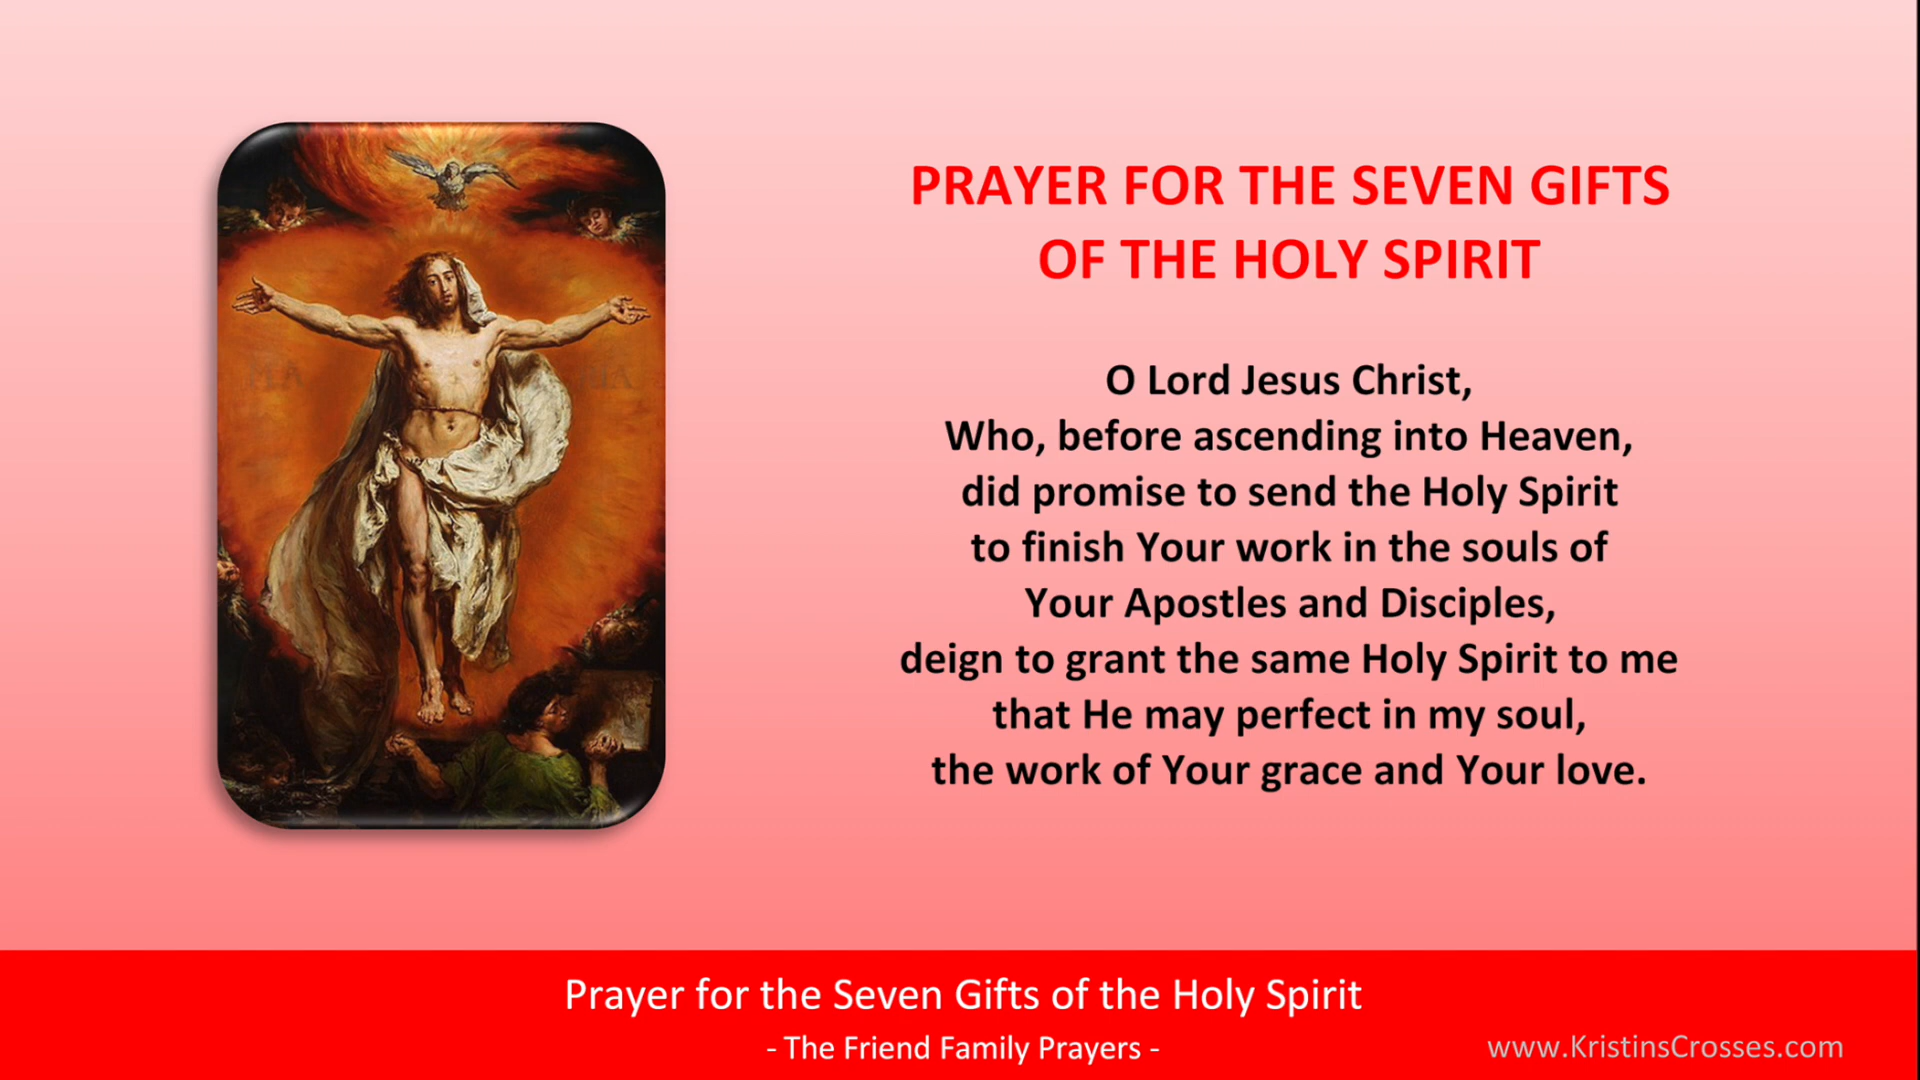 PRAYER FOR THE SEVEN GIFTS
OF THE HOLY SPIRIT
O Lord Jesus Christ,
Who, before ascending into Heaven,
did promise to send the Holy Spirit
to finish Your work in the souls of
Your Apostles and Disciples,
deign to grant the same Holy Spirit to me
that He may perfect in my soul,
the work of Your grace and Your love.
Prayer for the Seven Gifts of the Holy Spirit
- The Friend Family Prayers -
www.KristinsCrosses.com